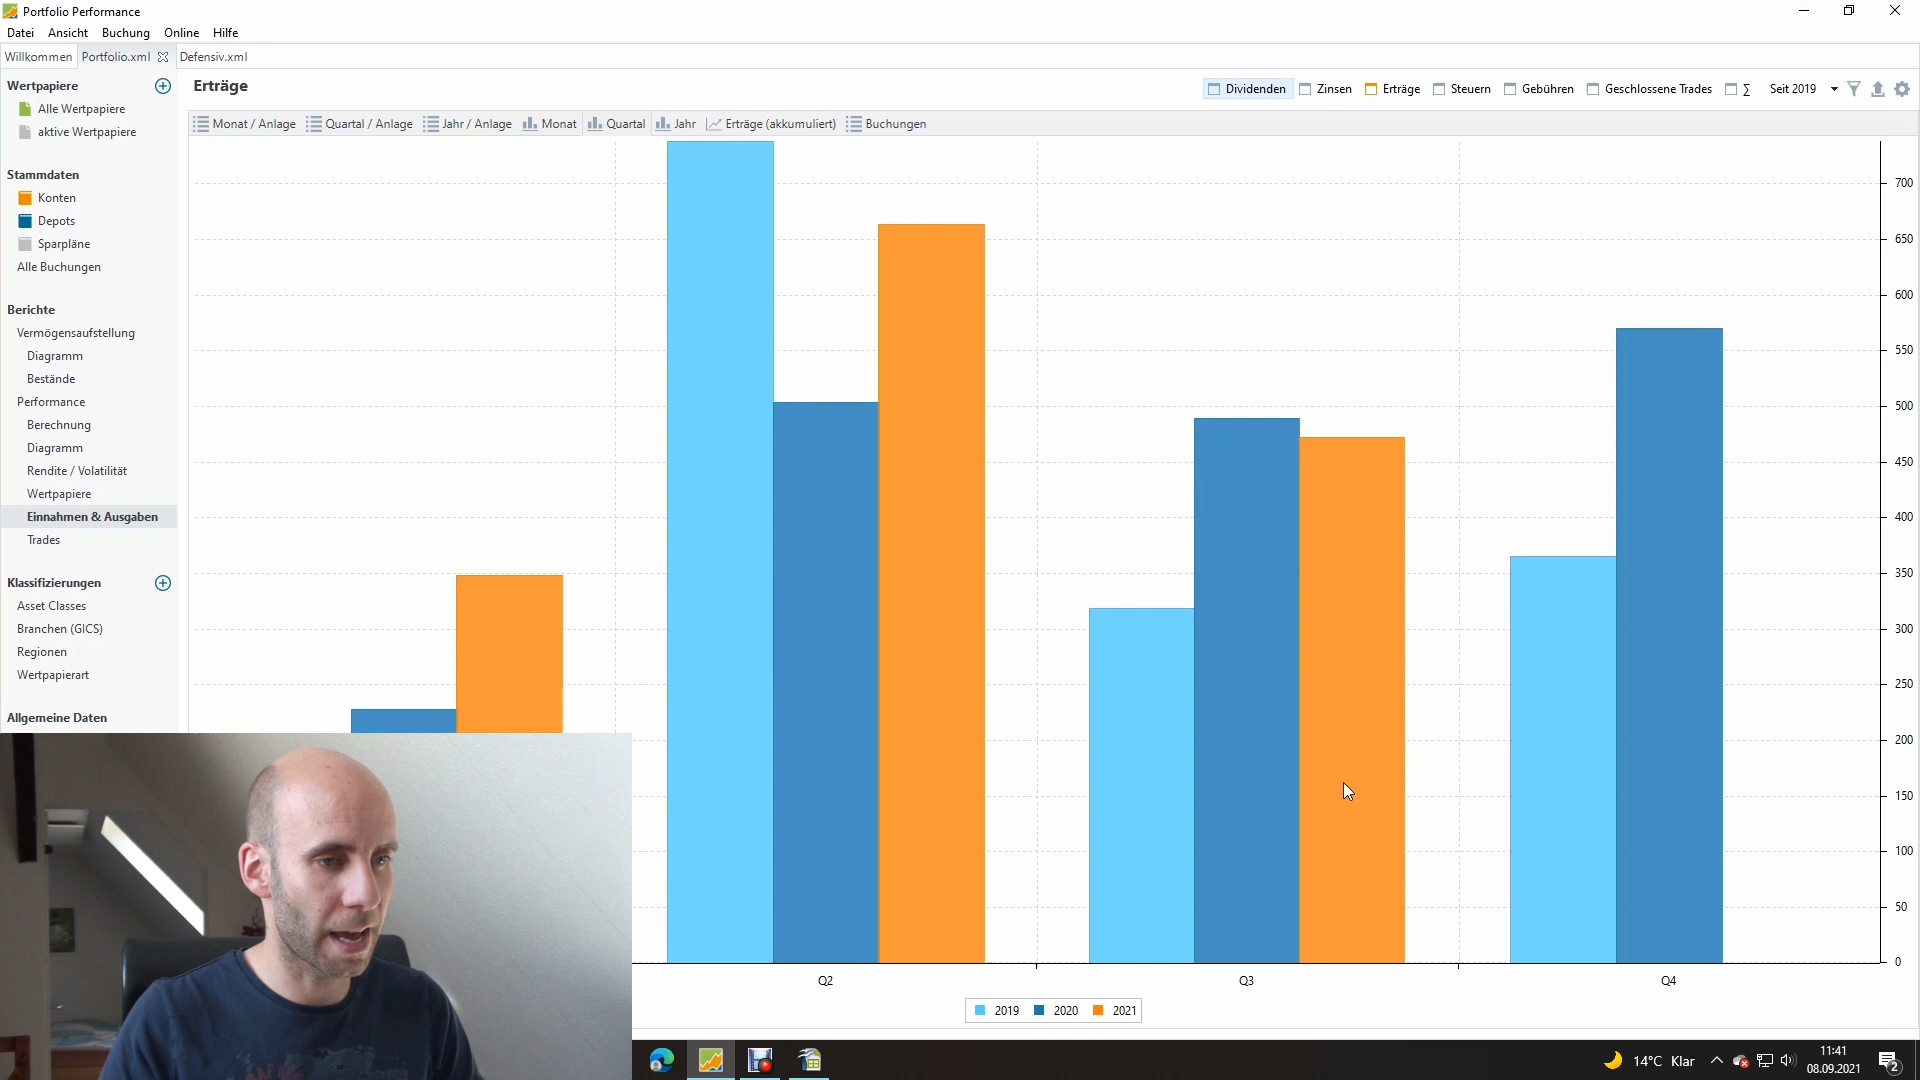 Portfolio Performance
Datei Ansicht Buchung Online Hilfe
Willkommen Portfolio.xml Defensiv.xml
Wertpapiere
Alle Wertpapiere
aktive Wertpapiere
Stammdaten
Konten
Depots
Sparpläne
Alle Buchungen
Berichte
Vermögensaufstellung
Diagramm
Bestände
Performance
Berechnung
Diagramm
Rendite / Volatilität
Wertpapiere
Einnahmen & Ausgaben
Trades
Klassifizierungen
Asset Classes
Branchen (GICS)
Regionen
Wertpapierart
Allgemeine Daten
Erträge
Dividenden Zinsen Erträge Steuern Gebühren Geschlossene Trades Σ Seit 2019
Monat / Anlage Quartal / Anlage Jahr / Anlage Monat Quartal Jahr Erträge (akkumuliert) Buchungen
700
650
600
550
500
450
400
350
300
250
200
150
100
50
0
Q2 Q3 Q4
2019 2020 2021
14°C Klar
11:41
08.09.2021
2